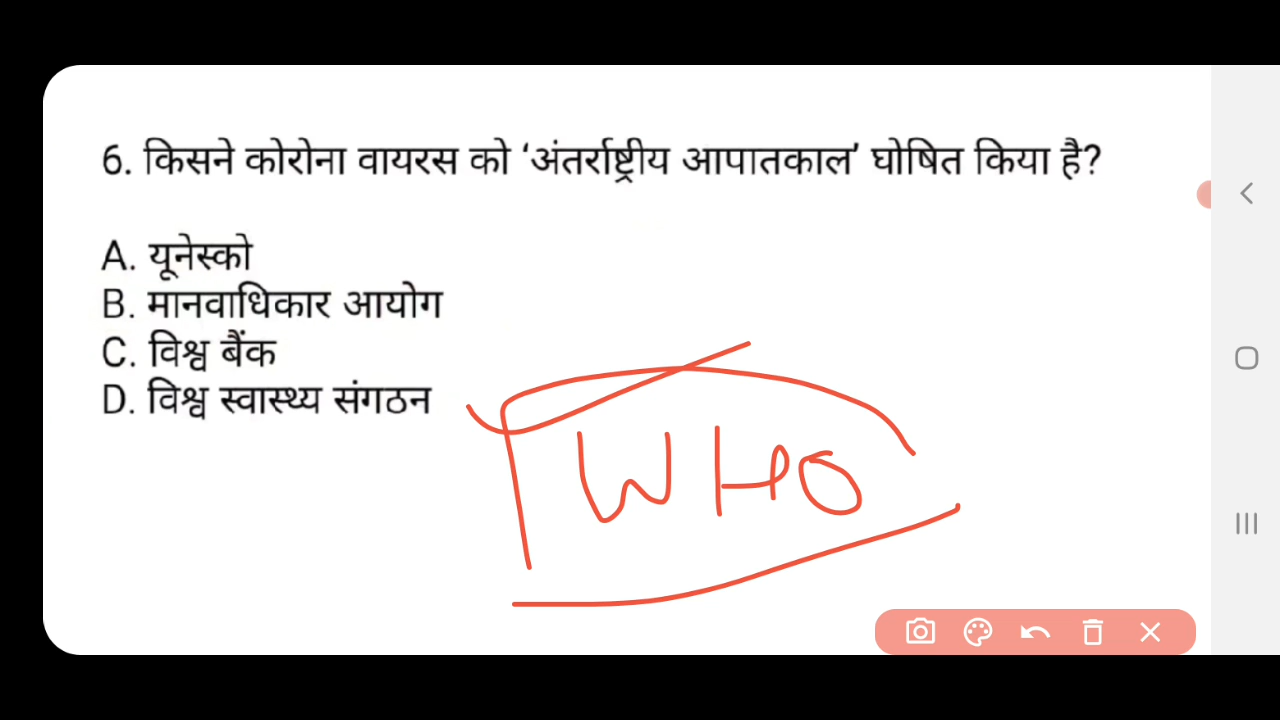 6. किसने कोरोना वायरस को ‘अंतर्राष्ट्रीय आपातकाल’ घोषित किया है?
A. यूनेस्को
B. मानवाधिकार आयोग
C. विश्व बैंक
D. विश्व स्वास्थ्य संगठन
WHO